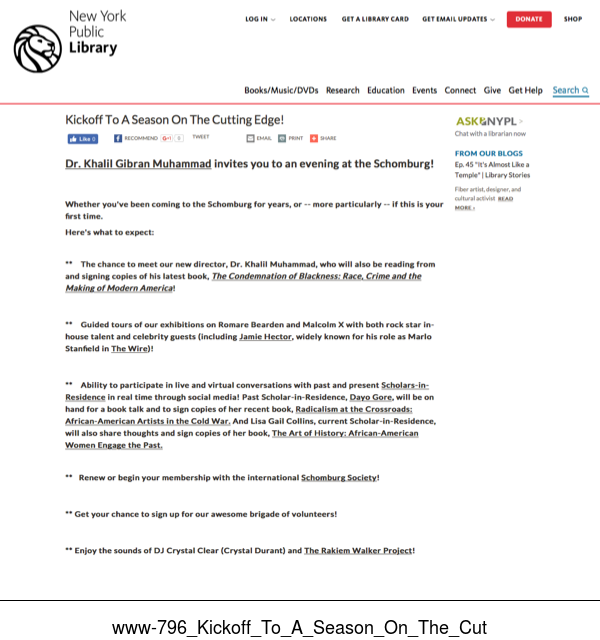 New York
Public
Library
LOG IN
LOCATIONS
GET A LIBRARY CARD
GET EMAIL UPDATES
DONATE
SHOP
Books/Music/DVDs Research Education Events Connect Give Get Help Search
Kickoff To A Season On The Cutting Edge!
Like 0
RECOMMEND
G+1 0
TWEET
EMAIL
PRINT
SHARE
Dr. Khalil Gibran Muhammad invites you to an evening at the Schomburg!
Whether you've been coming to the Schomburg for years, or -- more particularly -- if this is your
first time.
Here's what to expect:
** The chance to meet our new director, Dr. Khalil Muhammad, who will also be reading from
and signing copies of his latest book, The Condemnation of Blackness: Race, Crime and the
Making of Modern America!
** Guided tours of our exhibitions on Romare Bearden and Malcolm X with both rock star in-
house talent and celebrity guests (including Jamie Hector, widely known for his role as Marlo
Stanfield in The Wire)!
** Ability to participate in live and virtual conversations with past and present Scholars-in-
Residence in real time through social media! Past Scholar-in-Residence, Dayo Gore, will be on
hand for a book talk and to sign copies of her recent book, Radicalism at the Crossroads:
African-American Artists in the Cold War. And Lisa Gail Collins, current Scholar-in-Residence,
will also share thoughts and sign copies of her book, The Art of History: African-American
Women Engage the Past.
** Renew or begin your membership with the international Schomburg Society!
** Get your chance to sign up for our awesome brigade of volunteers!
** Enjoy the sounds of DJ Crystal Clear (Crystal Durant) and The Rakiem Walker Project!
ASK NYPL >
Chat with a librarian now
FROM OUR BLOGS
Ep. 45 "It's Almost Like a
Temple" | Library Stories
Fiber artist, designer, and
cultural activist READ
MORE ›
www-796_Kickoff_To_A_Season_On_The_Cut